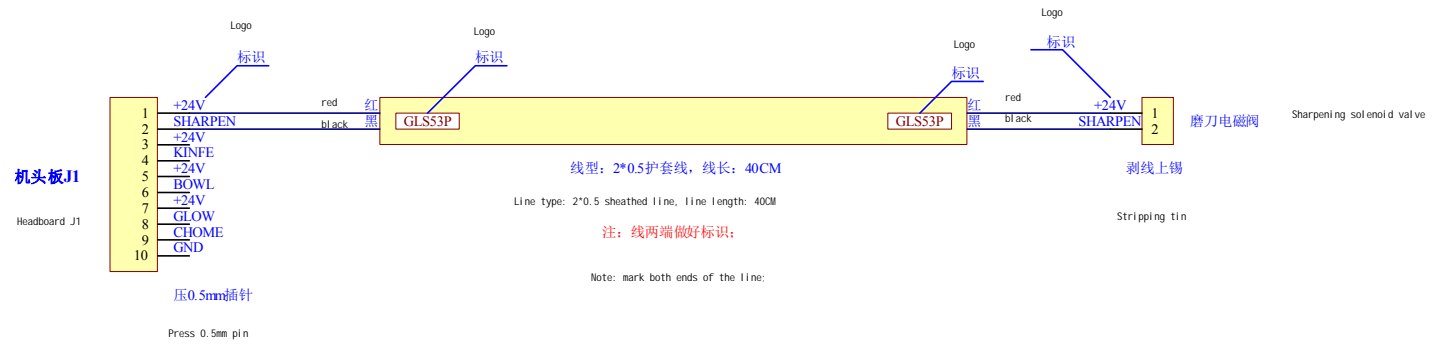 Logo
Logo
Logo
Logo
标识
标识
标识
标识
机头板J1
Headboard J1
1 +24V
2 SHARPEN
3 +24V
4 KINFE
5 +24V
6 BOWL
7 +24V
8 GLOW
9 CHOME
10 GND
red 红
black 黑
GLS53P
GLS53P
红 red +24V 1
黑 black SHARPEN 2
磨刀电磁阀
Sharpening solenoid valve
线型：2*0.5护套线，线长：40CM
Line type: 2*0.5 sheathed line, line length: 40CM
注：线两端做好标识；
Note: mark both ends of the line;
剥线上锡
Stripping tin
压0.5mm插针
Press 0.5mm pin